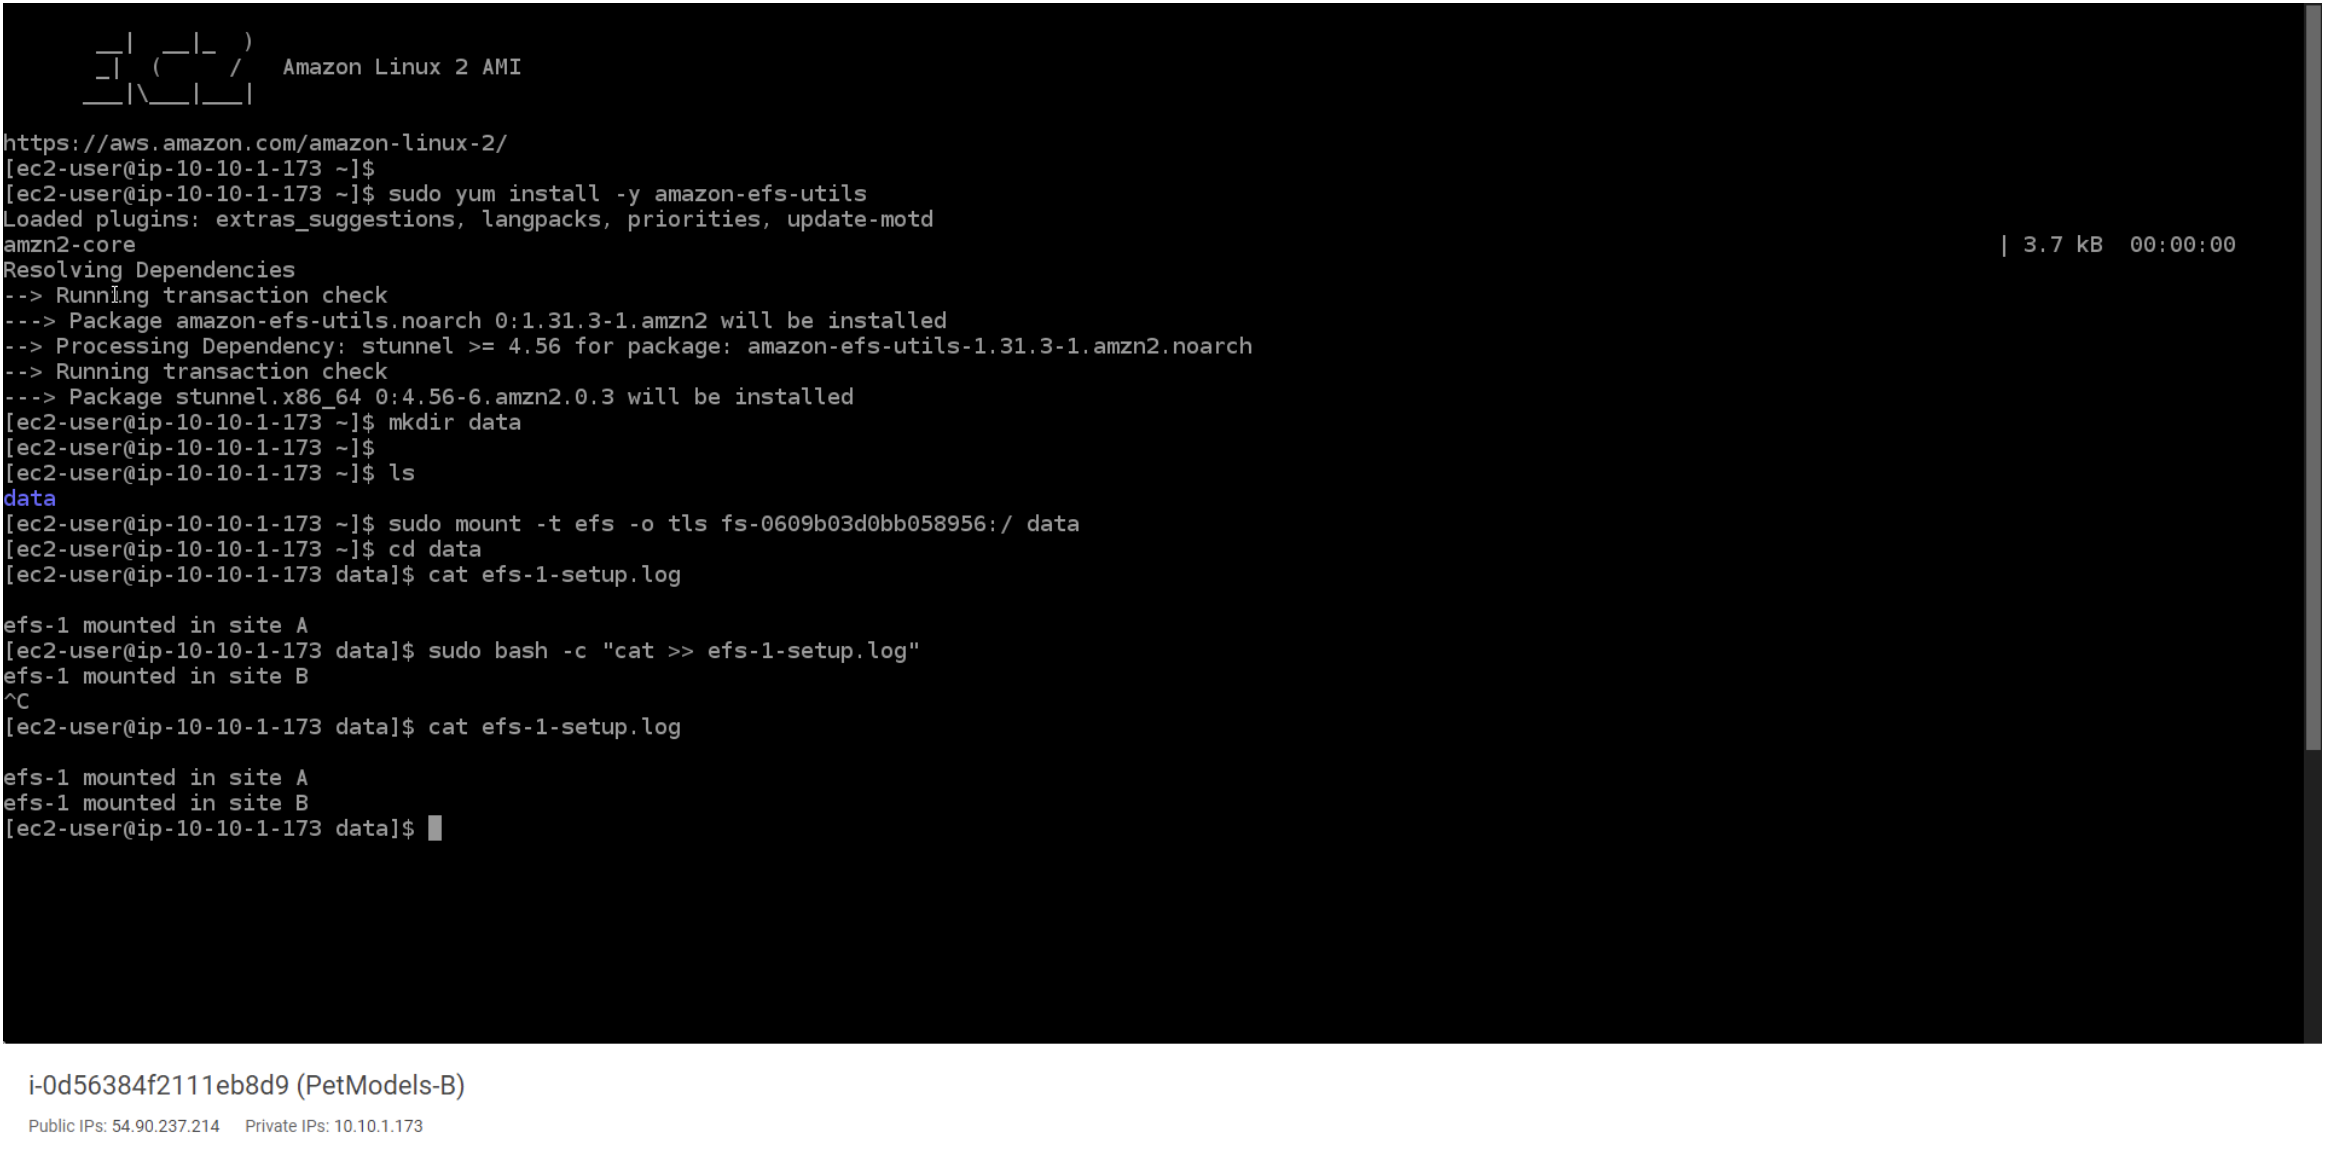 __|  __|_  )
_|  (     /   Amazon Linux 2 AMI
___|\___|___|
https://aws.amazon.com/amazon-linux-2/
[ec2-user@ip-10-10-1-173 ~]$
[ec2-user@ip-10-10-1-173 ~]$ sudo yum install -y amazon-efs-utils
Loaded plugins: extras_suggestions, langpacks, priorities, update-motd
amzn2-core | 3.7 kB  00:00:00
Resolving Dependencies
--> Running transaction check
---> Package amazon-efs-utils.noarch 0:1.31.3-1.amzn2 will be installed
--> Processing Dependency: stunnel >= 4.56 for package: amazon-efs-utils-1.31.3-1.amzn2.noarch
--> Running transaction check
---> Package stunnel.x86_64 0:4.56-6.amzn2.0.3 will be installed
[ec2-user@ip-10-10-1-173 ~]$ mkdir data
[ec2-user@ip-10-10-1-173 ~]$
[ec2-user@ip-10-10-1-173 ~]$ ls
data
[ec2-user@ip-10-10-1-173 ~]$ sudo mount -t efs -o tls fs-0609b03d0bb058956:/ data
[ec2-user@ip-10-10-1-173 ~]$ cd data
[ec2-user@ip-10-10-1-173 data]$ cat efs-1-setup.log
efs-1 mounted in site A
[ec2-user@ip-10-10-1-173 data]$ sudo bash -c "cat >> efs-1-setup.log"
efs-1 mounted in site B
^C
[ec2-user@ip-10-10-1-173 data]$ cat efs-1-setup.log
efs-1 mounted in site A
efs-1 mounted in site B
[ec2-user@ip-10-10-1-173 data]$
i-0d56384f2111eb8d9 (PetModels-B)
Public IPs: 54.90.237.214 Private IPs: 10.10.1.173